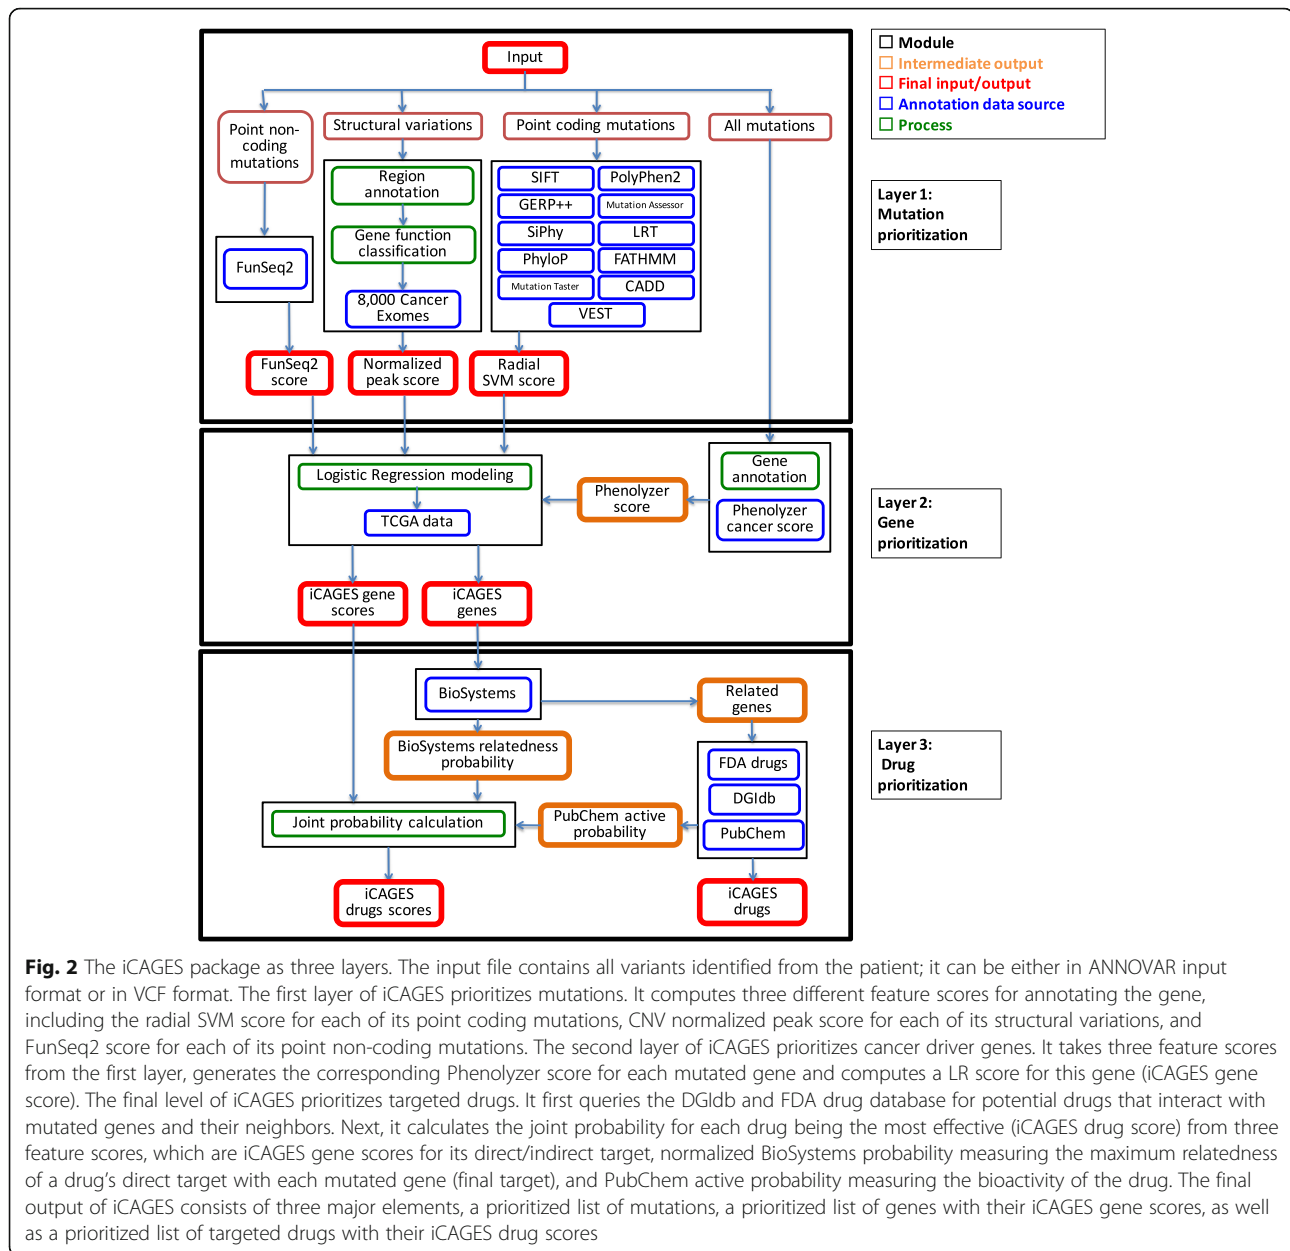 Input
Module
Intermediate output
Final input/output
Annotation data source
Process
Point non-
coding
mutations
Structural variations
Point coding mutations
All mutations
Region
annotation
Gene function
classification
8,000 Cancer
Exomes
FunSeq2
SIFT
PolyPhen2
GERP++
Mutation Assessor
SiPhy
LRT
PhyloP
FATHMM
Mutation Taster
CADD
VEST
Layer 1:
Mutation
prioritization
FunSeq2
score
Normalized
peak score
Radial
SVM score
Logistic Regression modeling
TCGA data
Phenolyzer
score
Gene
annotation
Phenolyzer
cancer score
Layer 2:
Gene
prioritization
iCAGES gene
scores
iCAGES
genes
BioSystems
Related
genes
BioSystems relatedness
probability
FDA drugs
DGIdb
PubChem
Layer 3:
Drug
prioritization
Joint probability calculation
PubChem active
probability
iCAGES
drugs scores
iCAGES
drugs
Fig. 2 The iCAGES package as three layers. The input file contains all variants identified from the patient; it can be either in ANNOVAR input
format or in VCF format. The first layer of iCAGES prioritizes mutations. It computes three different feature scores for annotating the gene,
including the radial SVM score for each of its point coding mutations, CNV normalized peak score for each of its structural variations, and
FunSeq2 score for each of its point non-coding mutations. The second layer of iCAGES prioritizes cancer driver genes. It takes three feature scores
from the first layer, generates the corresponding Phenolyzer score for each mutated gene and computes a LR score for this gene (iCAGES gene
score). The final level of iCAGES prioritizes targeted drugs. It first queries the DGIdb and FDA drug database for potential drugs that interact with
mutated genes and their neighbors. Next, it calculates the joint probability for each drug being the most effective (iCAGES drug score) from three
feature scores, which are iCAGES gene scores for its direct/indirect target, normalized BioSystems probability measuring the maximum relatedness
of a drug's direct target with each mutated gene (final target), and PubChem active probability measuring the bioactivity of the drug. The final
output of iCAGES consists of three major elements, a prioritized list of mutations, a prioritized list of genes with their iCAGES gene scores, as well
as a prioritized list of targeted drugs with their iCAGES drug scores